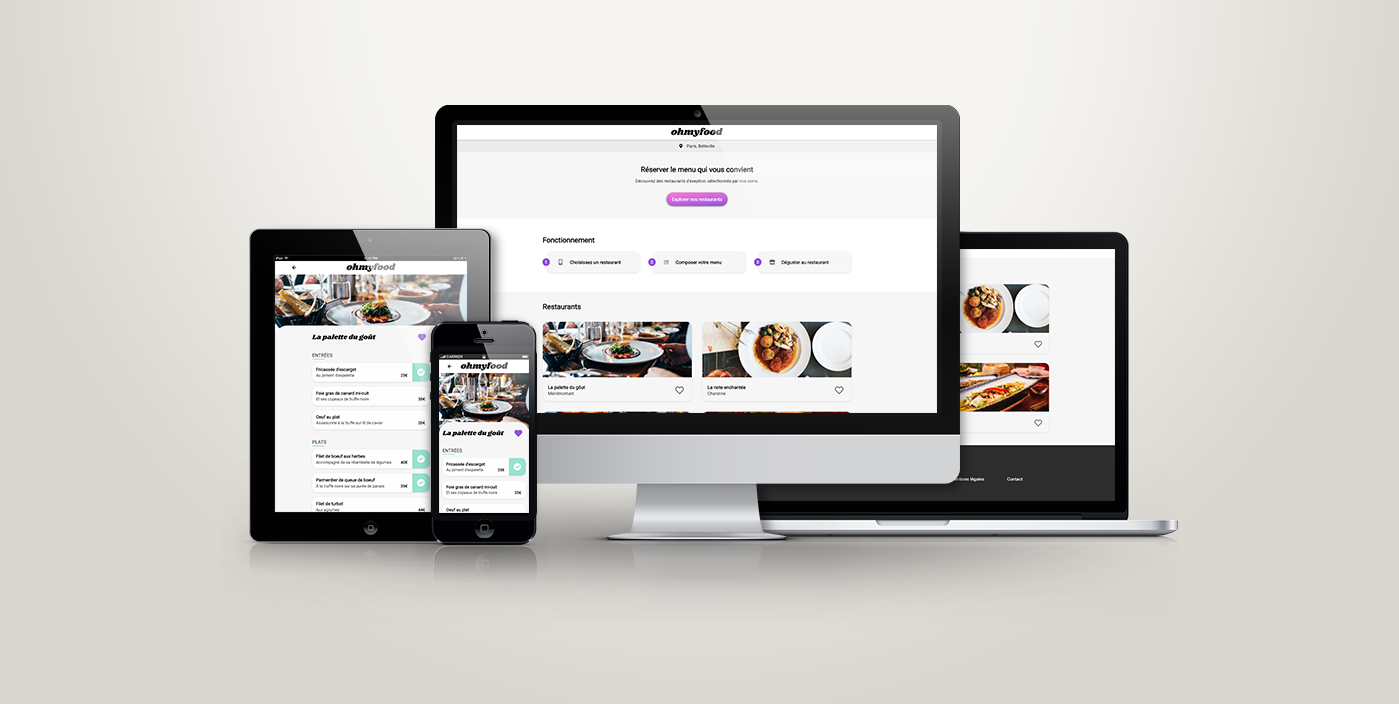 ohmyfood
Paris, Belleville
Réserver le menu qui vous convient
Découvrez des restaurants d'exeption, sélectionnés par nos soins.
Explorer nos restaurants
Fonctionnement
1 Choisissez un restaurant
2 Composer votre menu
3 Déguster au restaurant
Restaurants
La palette du goût
Ménilmontant
La note enchantée
Charonne
iPad
ohmyfood
La palette du goût
ENTRÉES
Fricassée d'escargot
Au piment d'espelette 25€
Foie gras de canard mi-cuit
Et ses copeaux de truffe noire 35€
Oeuf au plat
Assaisonné à la truffe sur lit de caviar 20€
PLATS
Filet de boeuf aux herbes
Accompagné de sa ribambelle de légumes 40€
Parmentier de queue de boeuf
À la truffe noire sur sa purée de panais 35€
Filet de turbot
Aux agrumes 44€
CARRIER
ohmyfood
La palette du goût
ENTRÉES
Fricassée d'escargot
Au piment d'espelette 25€
Foie gras de canard mi-cuit
Et ses copeaux de truffe noire 35€
Oeuf au plat
légales
Contact